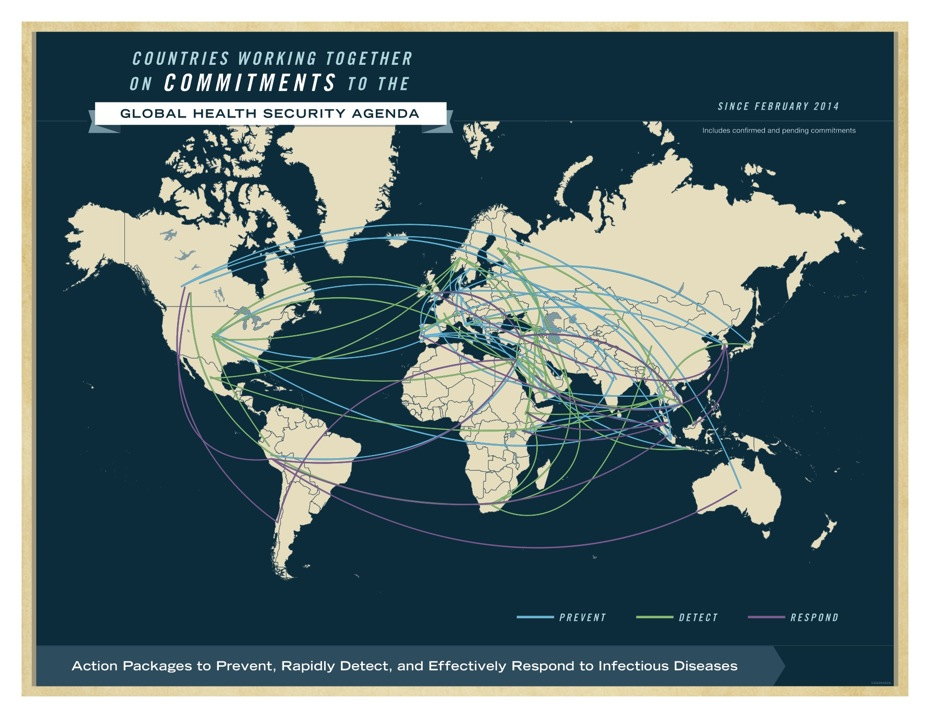 COUNTRIES WORKING TOGETHER
ON COMMITMENTS TO THE
GLOBAL HEALTH SECURITY AGENDA
SINCE FEBRUARY 2014
Includes confirmed and pending commitments
PREVENT
DETECT
RESPOND
Action Packages to Prevent, Rapidly Detect, and Effectively Respond to Infectious Diseases